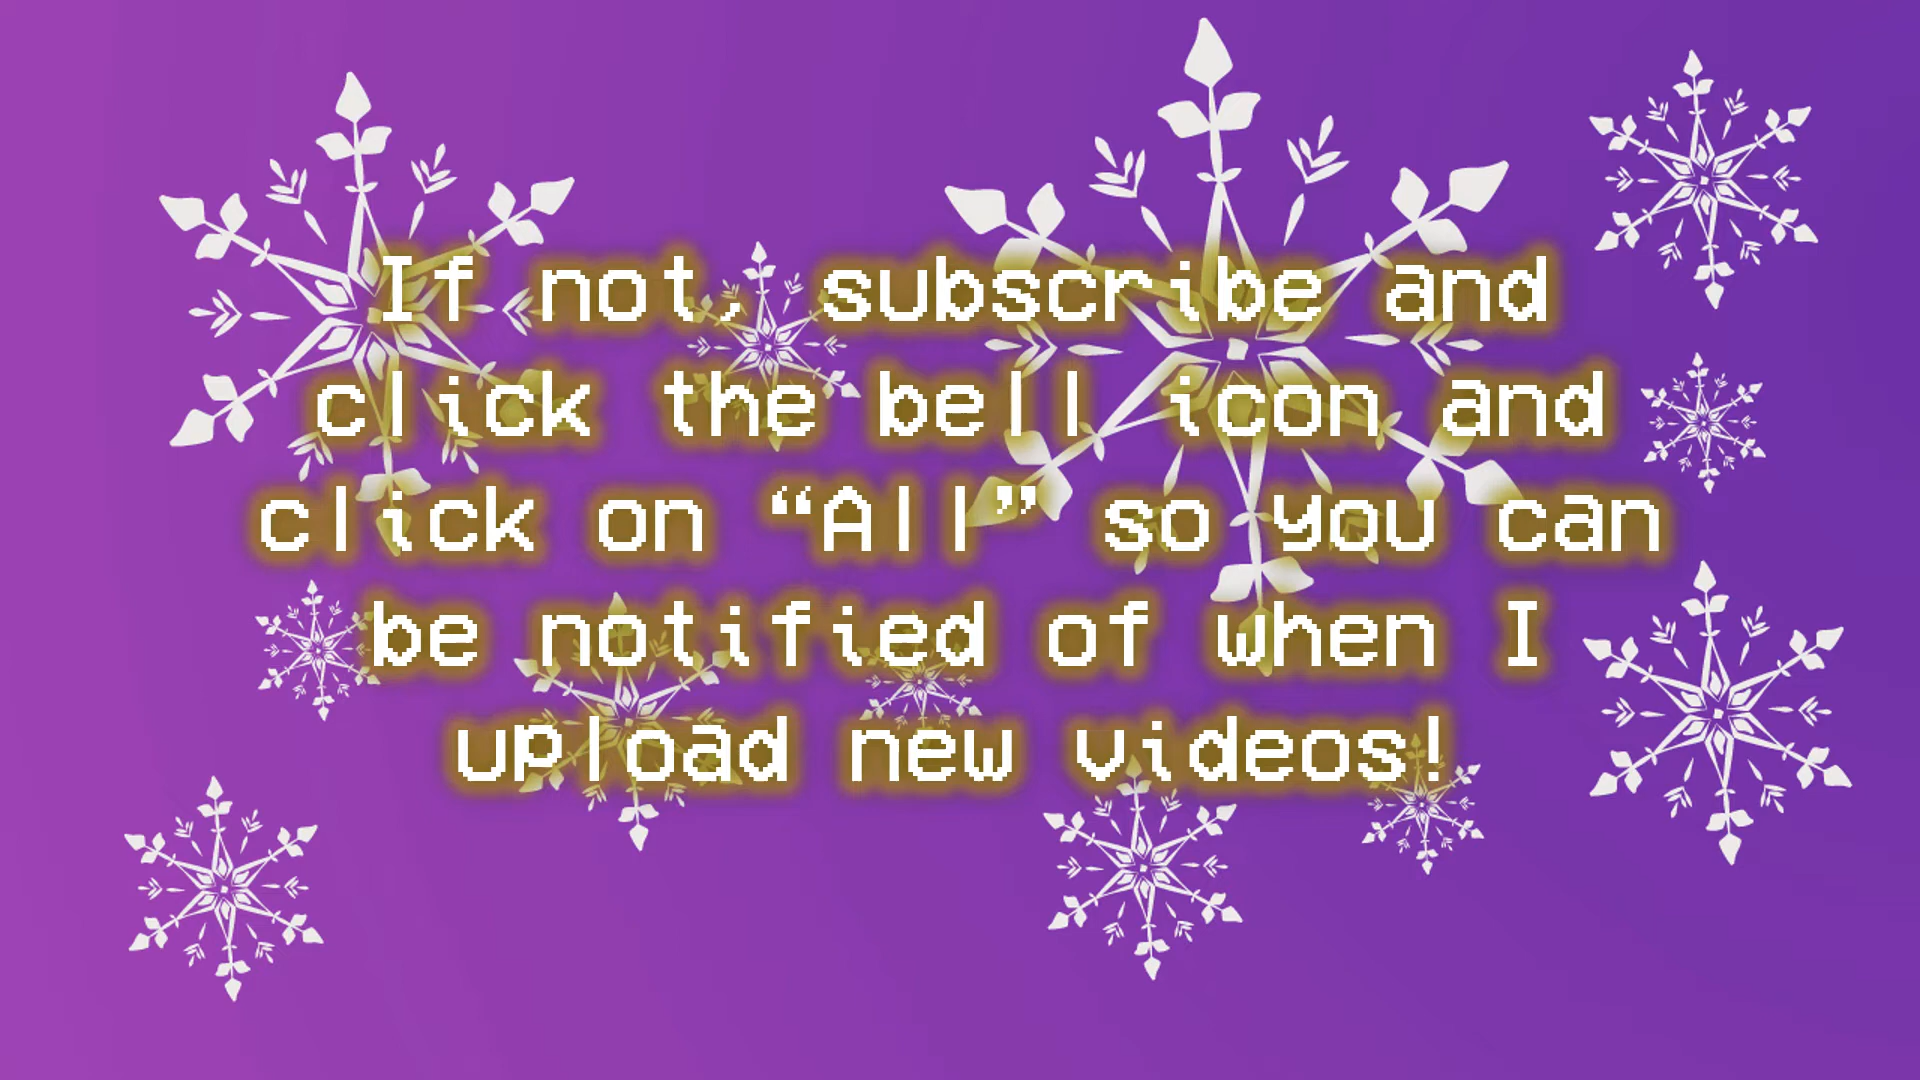 If not, subscribe and
click the bell icon and
click on “All” so you can
be notified of when I
upload new videos!